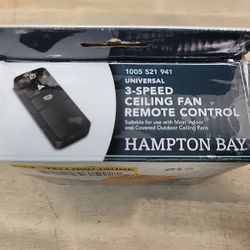 1005 521 941
UNIVERSAL
3-SPEED
CEILING FAN
REMOTE CONTROL
Suitable for use with Most Indoor
and Covered Outdoor Ceiling Fans
HAMPTON BAY